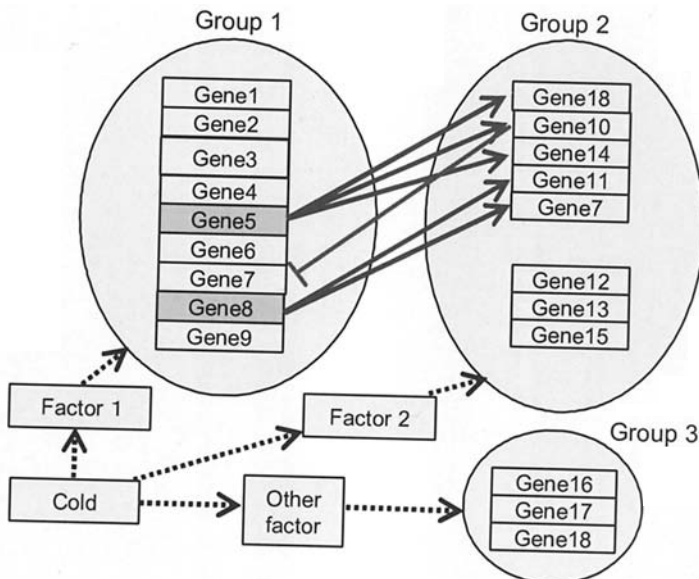 Group 1
Gene1
Gene2
Gene3
Gene4
Gene5
Gene6
Gene7
Gene8
Gene9
Group 2
Gene18
Gene10
Gene14
Gene11
Gene7
Gene12
Gene13
Gene15
Factor 1
Factor 2
Cold
Other
factor
Group 3
Gene16
Gene17
Gene18